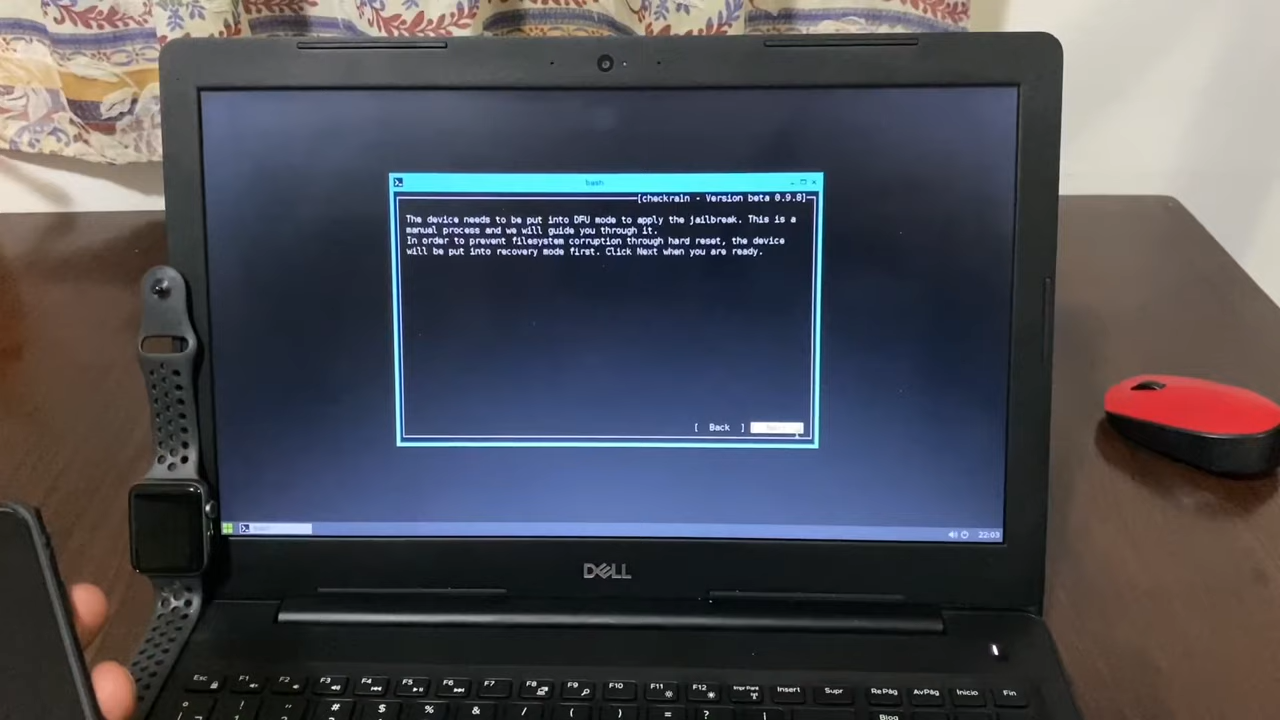 bash
[checkra1n - Version beta 0.9.8]
The device needs to be put into DFU mode to apply the jailbreak. This is a
manual process and we will guide you through it.
In order to prevent filesystem corruption through hard reset, the device
will be put into recovery mode first. Click Next when you are ready.
[ Back ]
22:03
DELL
Esc F1 F2 F3 F4 F5 F6 F7 F8 F9 F10 F11 F12 Impr Pant Insert Supr RePág AvPág Inicio Fin
! # $ % & / ( ) = ?
Bloq